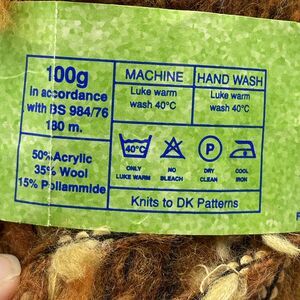 100g
In accordance
with BS 984/76
180 m.
50%Acrylic
35% Wool
15% Poliammide
MACHINE
Luke warm
wash 40°C
HAND WASH
Luke warm
wash 40°C
40°C
ONLY
LUKE WARM
NO
BLEACH
P
DRY
CLEAN
COOL
IRON
Knits to DK Patterns